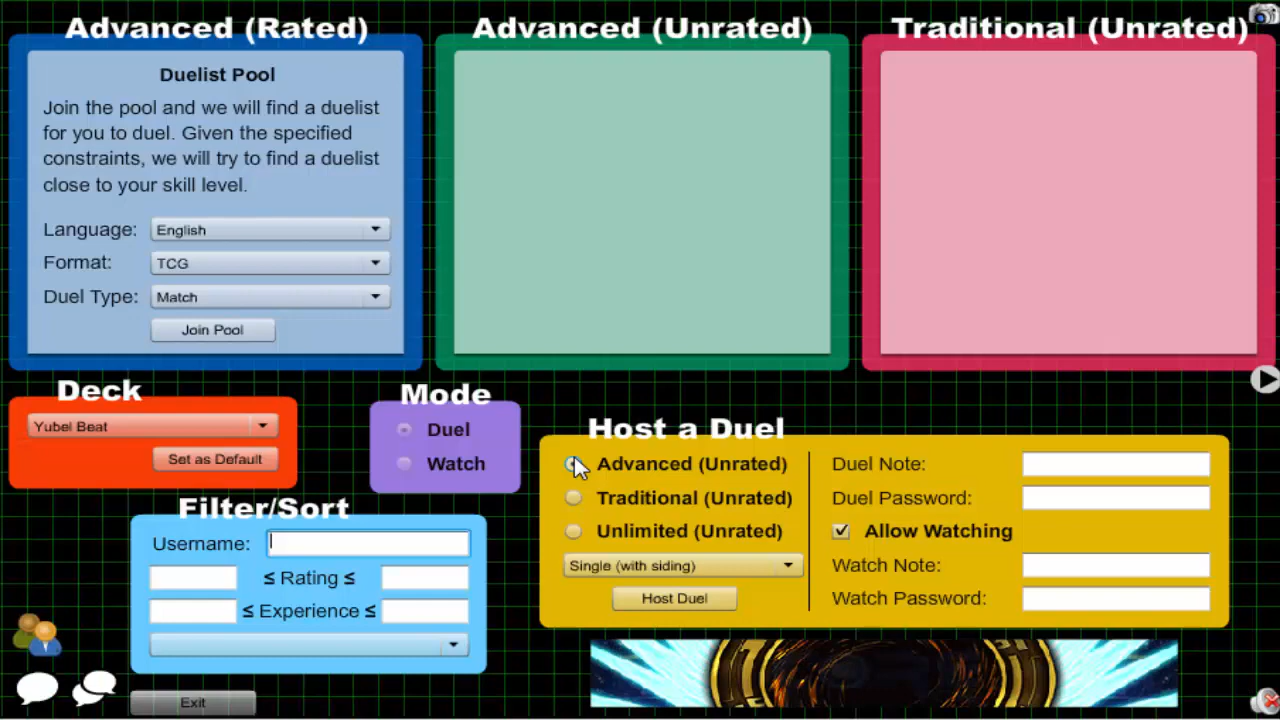 Advanced (Rated)
Advanced (Unrated)
Traditional (Unrated)
Duelist Pool
Join the pool and we will find a duelist
for you to duel. Given the specified
constraints, we will try to find a duelist
close to your skill level.
Language: English
Format: TCG
Duel Type: Match
Join Pool
Deck
Yubel Beat
Set as Default
Mode
Duel
Watch
Host a Duel
Advanced (Unrated)
Traditional (Unrated)
Unlimited (Unrated)
Single (with siding)
Host Duel
Duel Note:
Duel Password:
Allow Watching
Watch Note:
Watch Password:
Filter/Sort
Username:
≤ Rating ≤
≤ Experience ≤
Exit